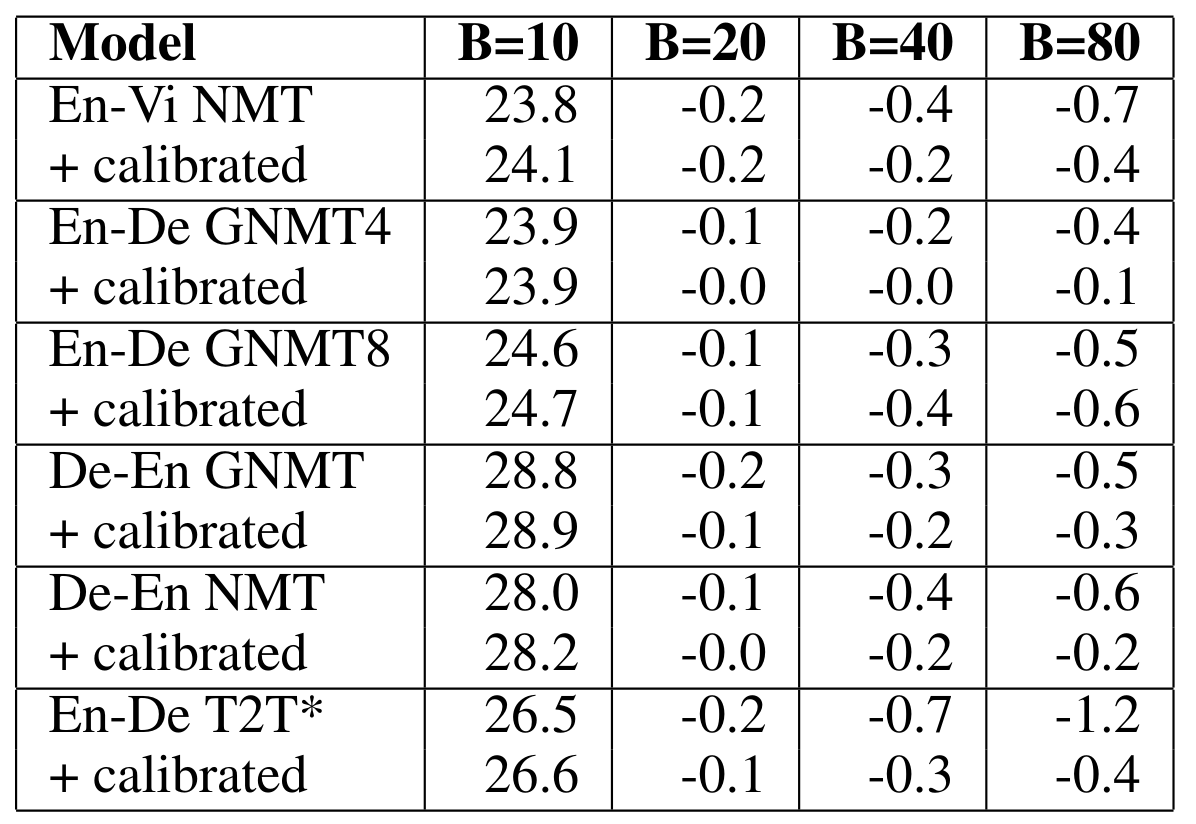 Model B=10 B=20 B=40 B=80
En-Vi NMT 23.8 -0.2 -0.4 -0.7
+ calibrated 24.1 -0.2 -0.2 -0.4
En-De GNMT4 23.9 -0.1 -0.2 -0.4
+ calibrated 23.9 -0.0 -0.0 -0.1
En-De GNMT8 24.6 -0.1 -0.3 -0.5
+ calibrated 24.7 -0.1 -0.4 -0.6
De-En GNMT 28.8 -0.2 -0.3 -0.5
+ calibrated 28.9 -0.1 -0.2 -0.3
De-En NMT 28.0 -0.1 -0.4 -0.6
+ calibrated 28.2 -0.0 -0.2 -0.2
En-De T2T* 26.5 -0.2 -0.7 -1.2
+ calibrated 26.6 -0.1 -0.3 -0.4